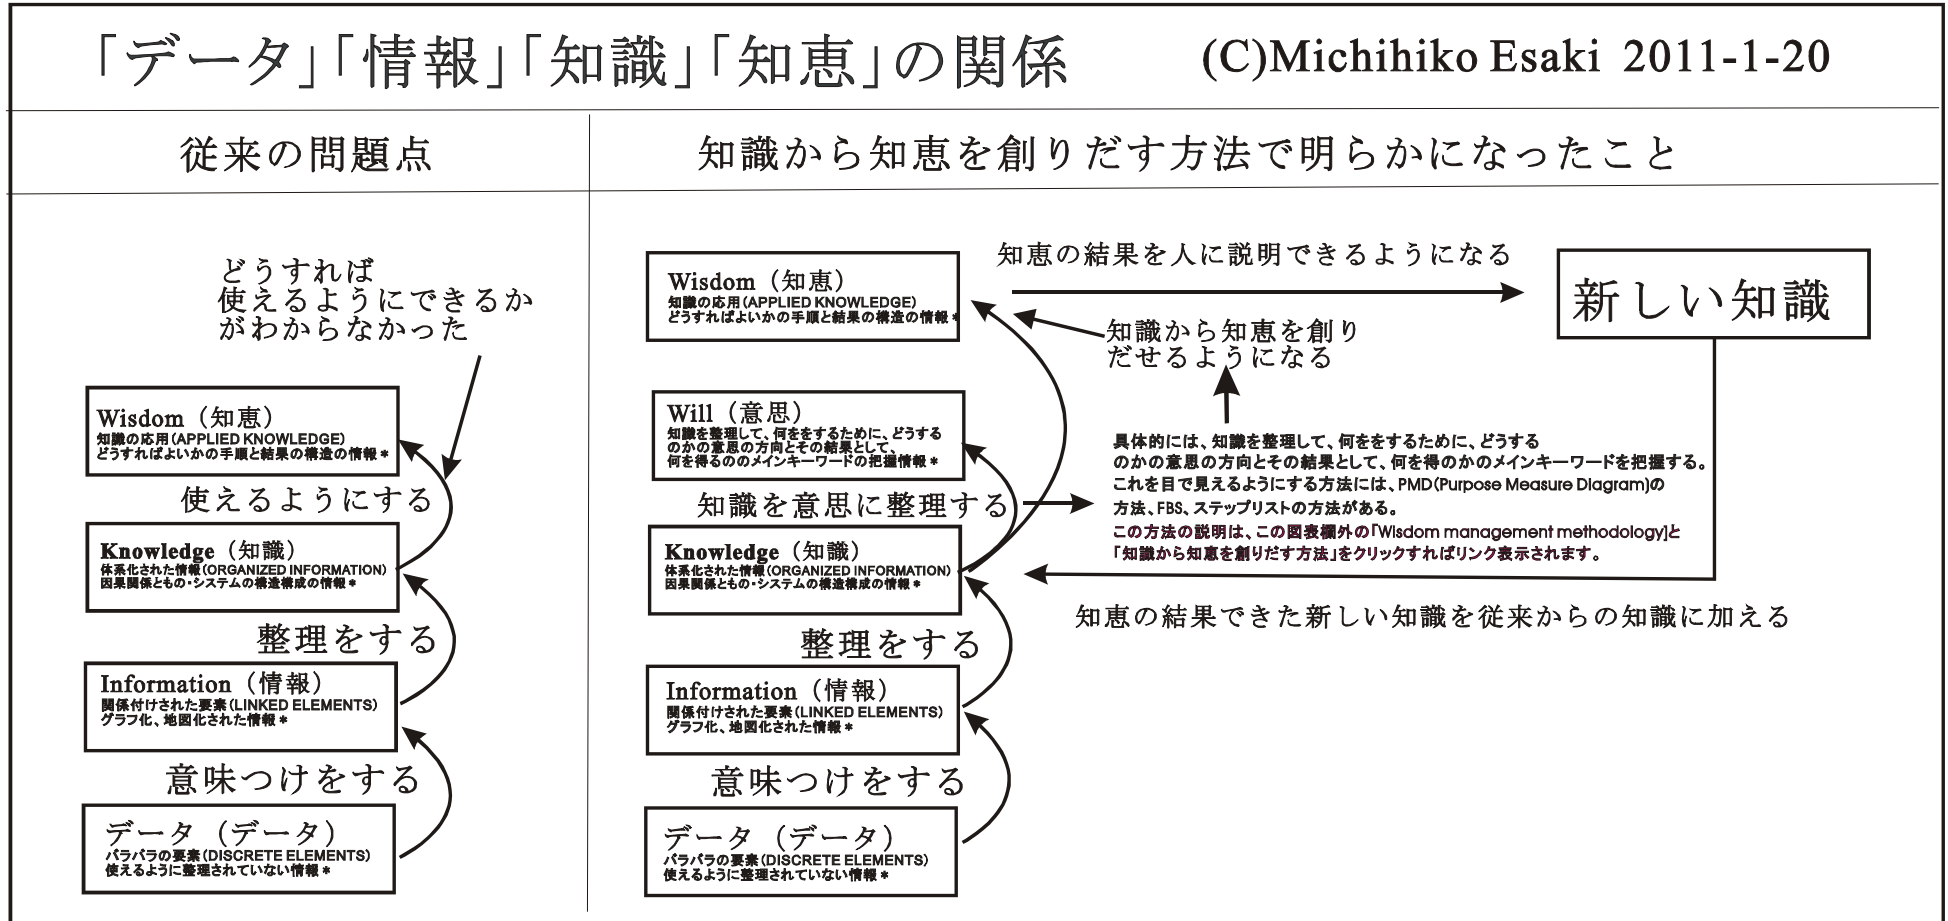 「データ」「情報」「知識」「知恵」の関係
(C)Michihiko Esaki 2011-1-20
従来の問題点
どうすれば
使えるようにできるか
がわからなかった
Wisdom（知恵）
知識の応用(APPLIED KNOWLEDGE)
どうすればよいかの手順と結果の構造の情報*
使えるようにする
Knowledge（知識）
体系化された情報(ORGANIZED INFORMATION)
因果関係ともの・システムの構造構成の情報*
整理をする
Information（情報）
関係付けされた要素(LINKED ELEMENTS)
グラフ化、地図化された情報*
意味つけをする
データ（データ）
バラバラの要素(DISCRETE ELEMENTS)
使えるように整理されていない情報*
知識から知恵を創りだす方法で明らかになったこと
Wisdom（知恵）
知識の応用(APPLIED KNOWLEDGE)
どうすればよいかの手順と結果の構造の情報*
知恵の結果を人に説明できるようになる
新しい知識
知識から知恵を創り
だせるようになる
Will（意思）
知識を整理して、何ををするために、どうする
のかの意思の方向とその結果として、
何を得るののメインキーワードの把握情報*
知識を意思に整理する
具体的には、知識を整理して、何ををするために、どうする
のかの意思の方向とその結果として、何を得のかのメインキーワードを把握する。
これを目で見えるようにする方法には、PMD(Purpose Measure Diagram)の
方法、FBS、ステップリストの方法がある。
この方法の説明は、この図表欄外の「Wisdom management methodology]と
「知識から知恵を創りだす方法」をクリックすればリンク表示されます。
Knowledge（知識）
体系化された情報(ORGANIZED INFORMATION)
因果関係ともの・システムの構造構成の情報*
知恵の結果できた新しい知識を従来からの知識に加える
整理をする
Information（情報）
関係付けされた要素(LINKED ELEMENTS)
グラフ化、地図化された情報*
意味つけをする
データ（データ）
バラバラの要素(DISCRETE ELEMENTS)
使えるように整理されていない情報*